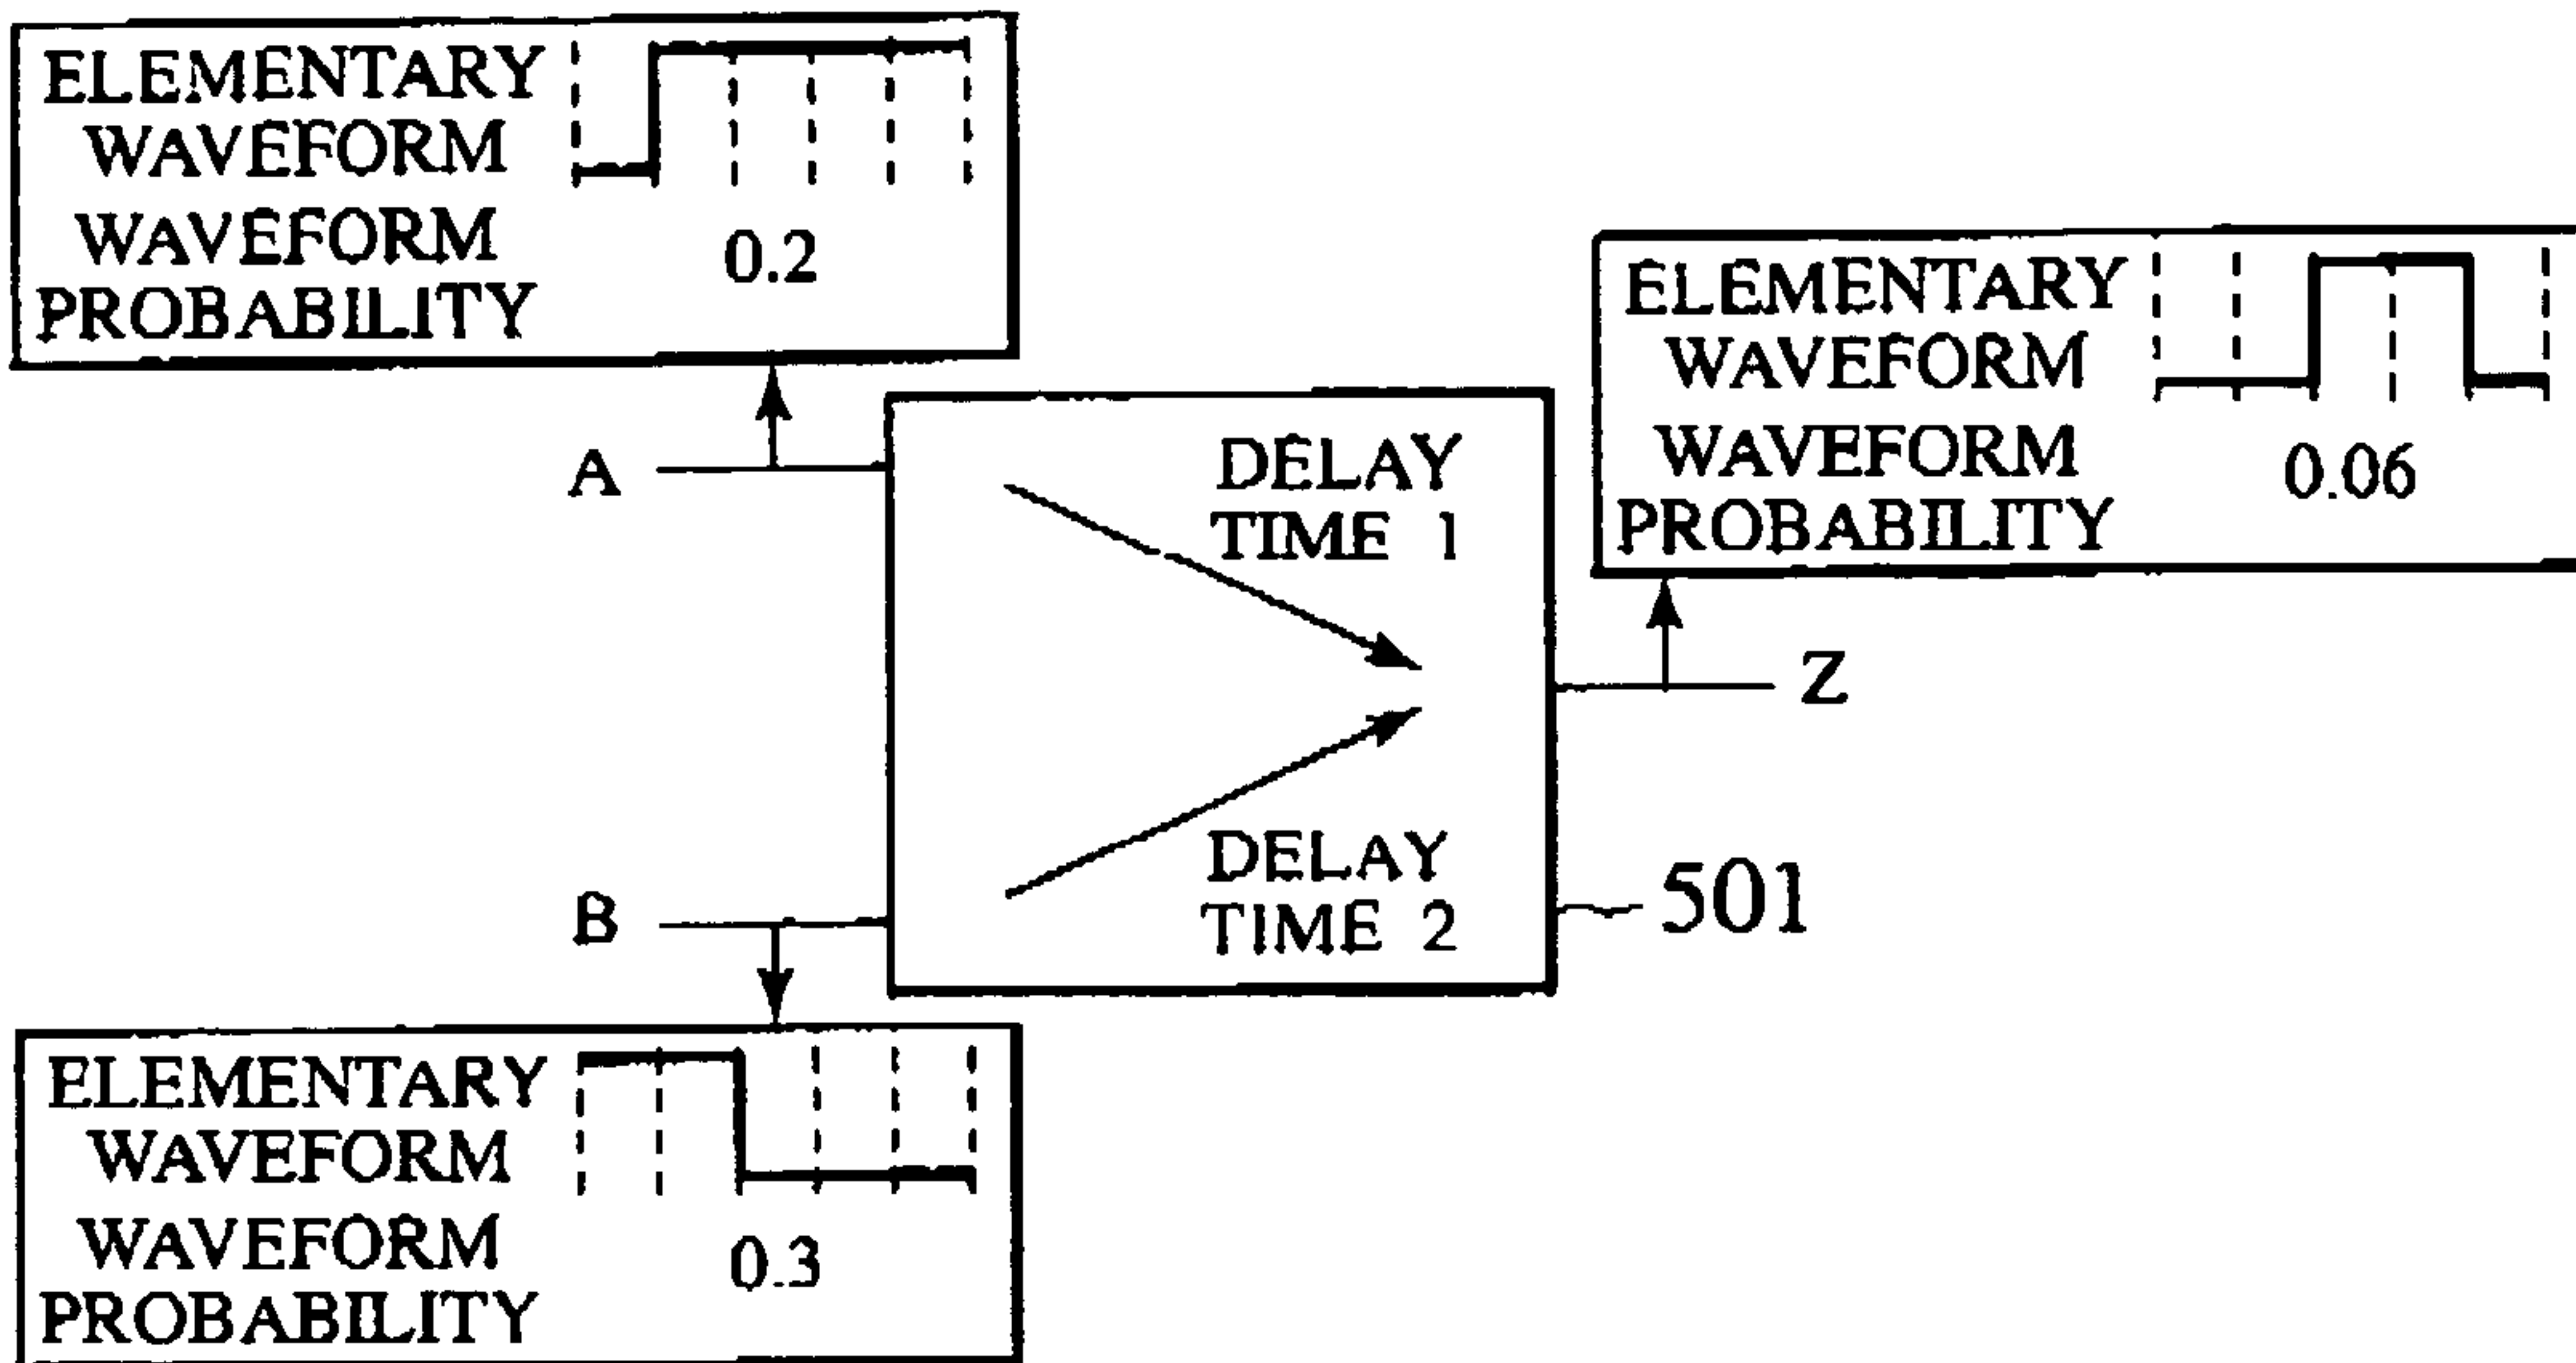 ELEMENTARY
WAVEFORM
WAVEFORM
PROBABILITY
0.2
ELEMENTARY
WAVEFORM
WAVEFORM
PROBABILITY
0.06
A
DELAY
TIME 1
Z
B
DELAY
TIME 2
501
ELEMENTARY
WAVEFORM
WAVEFORM
PROBABILITY
0.3